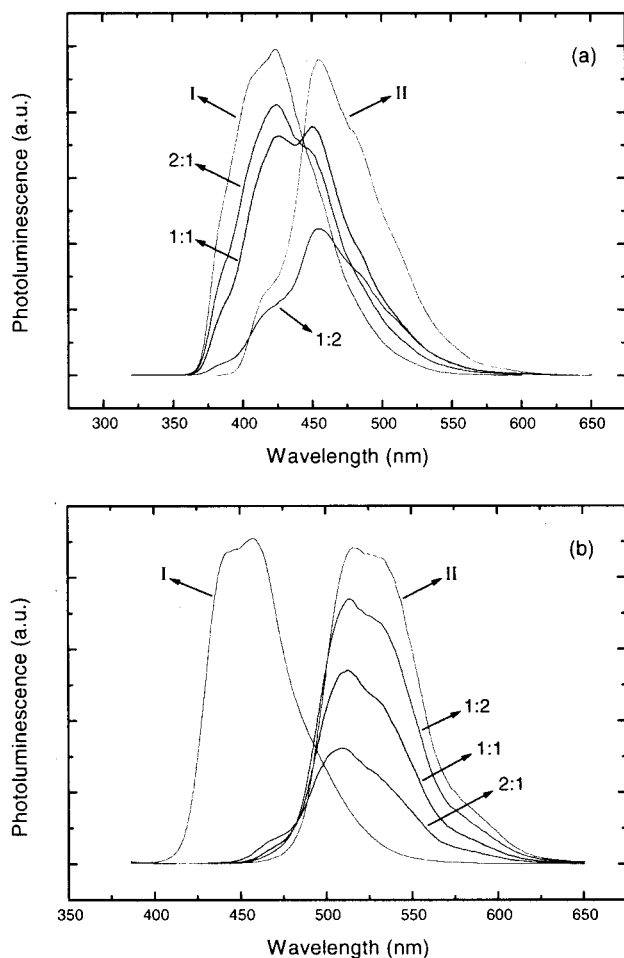 (a)
I
II
2:1
1:1
1:2
Photoluminescence (a.u.)
300 350 400 450 500 550 600 650
Wavelength (nm)
(b)
I
II
1:2
1:1
2:1
Photoluminescence (a.u.)
350 400 450 500 550 600 650
Wavelength (nm)